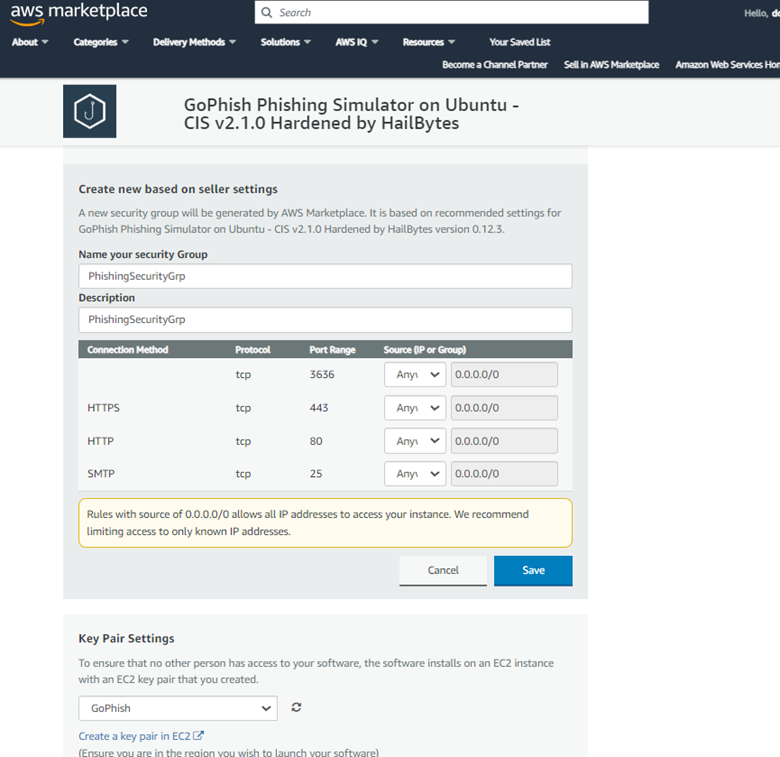 aws marketplace
Search
Hello,
About
Categories
Delivery Methods
Solutions
AWS IQ
Resources
Your Saved List
Become a Channel Partner
Sell in AWS Marketplace
Amazon Web Services
GoPhish Phishing Simulator on Ubuntu -
CIS v2.1.0 Hardened by HailBytes
Create new based on seller settings
A new security group will be generated by AWS Marketplace. It is based on recommended settings for
GoPhish Phishing Simulator on Ubuntu - CIS v2.1.0 Hardened by HailBytes version 0.12.3.
Name your security Group
PhishingSecurityGrp
Description
PhishingSecurityGrp
Connection Method Protocol Port Range Source (IP or Group)
tcp 3636 Any 0.0.0.0/0
HTTPS tcp 443 Any 0.0.0.0/0
HTTP tcp 80 Any 0.0.0.0/0
SMTP tcp 25 Any 0.0.0.0/0
Rules with source of 0.0.0.0/0 allows all IP addresses to access your instance. We recommend
limiting access to only known IP addresses.
Cancel
Save
Key Pair Settings
To ensure that no other person has access to your software, the software installs on an EC2 instance
with an EC2 key pair that you created.
GoPhish
Create a key pair in EC2
(Ensure you are in the region you wish to launch your software)